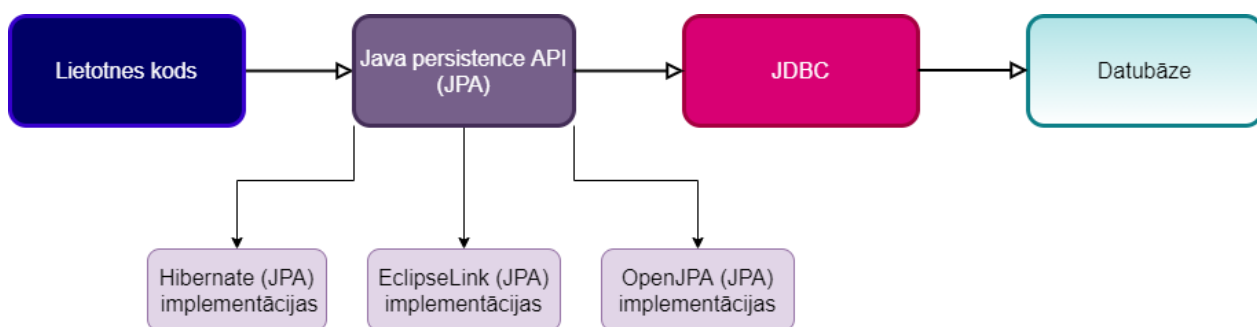 Lietotnes kods
Java persistence API
(JPA)
JDBC
Datubāze
Hibernate (JPA)
implementācijas
EclipseLink (JPA)
implementācijas
OpenJPA (JPA)
implementācijas